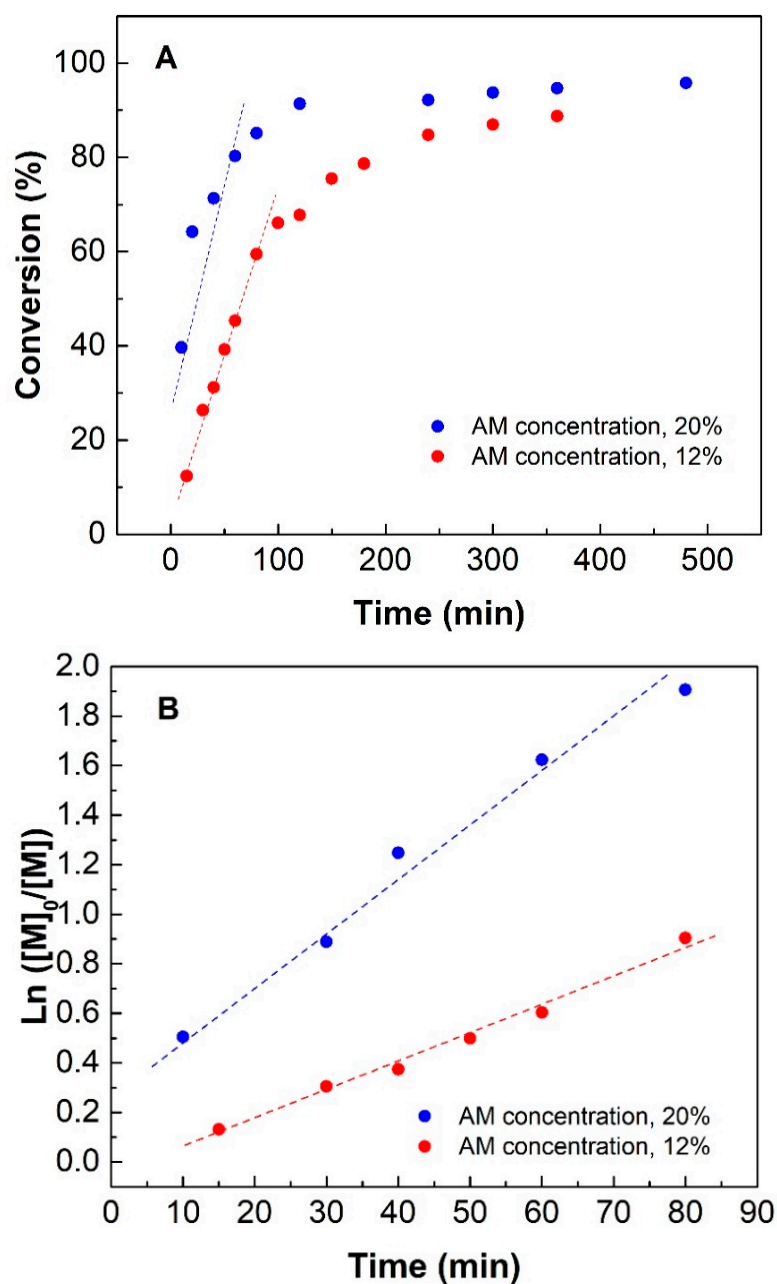 A
100
80
60
40
20
0
Conversion (%)
AM concentration, 20%
AM concentration, 12%
0 100 200 300 400 500
Time (min)
B
2.0
1.8
1.6
1.4
1.2
1.0
0.8
0.6
0.4
0.2
0.0
Ln ([M]₀/[M])
AM concentration, 20%
AM concentration, 12%
0 10 20 30 40 50 60 70 80 90
Time (min)